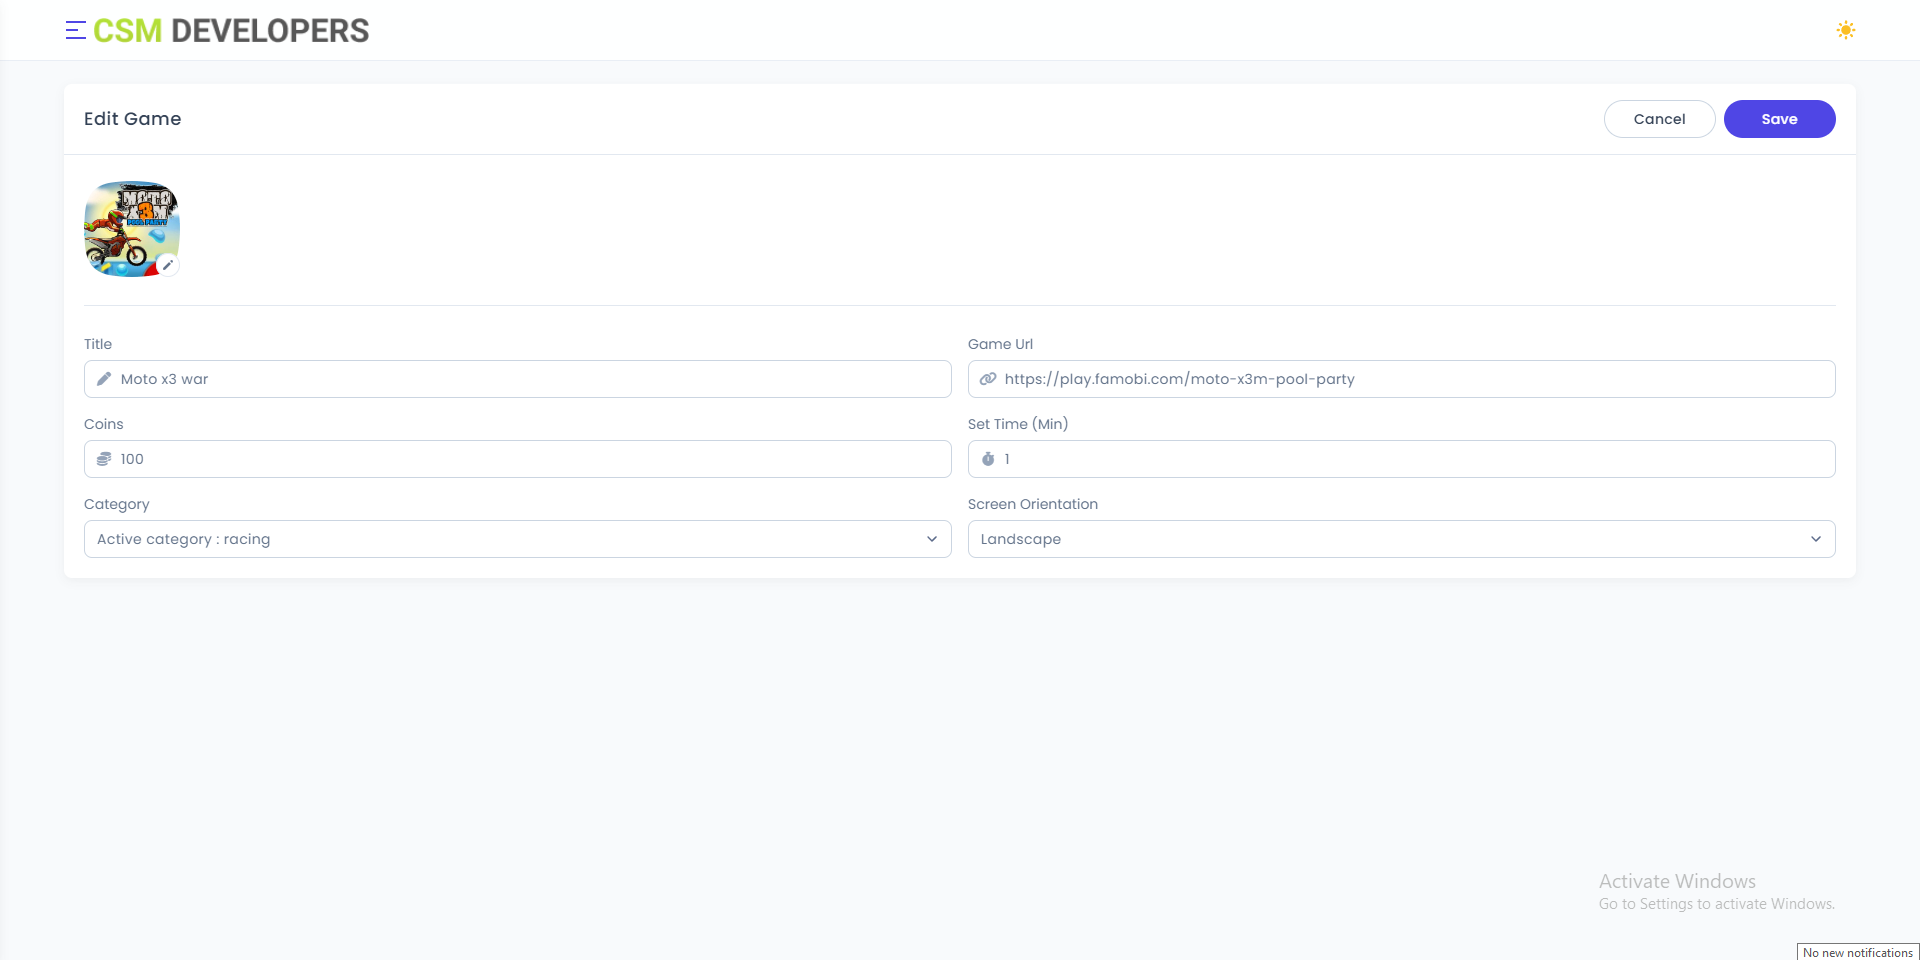 CSM DEVELOPERS
Edit Game
Cancel
Save
MOTO
X3M
POOL PARTY
Title
Game Url
Moto x3 war
https://play.famobi.com/moto-x3m-pool-party
Coins
Set Time (Min)
100
1
Category
Screen Orientation
Active category : racing
Landscape
Activate Windows
Go to Settings to activate Windows.
No new notifications